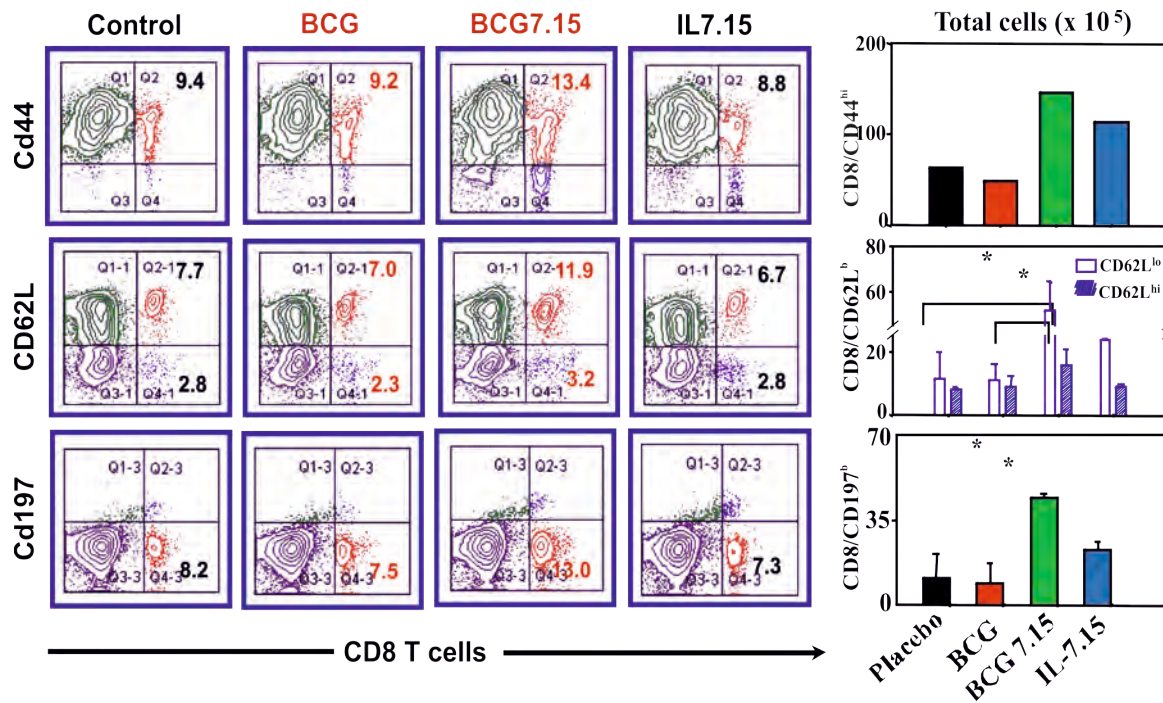 Control BCG BCG7.15 IL7.15 Total cells (x 10⁵)
Cd44
Q1 Q2 9.4
Q3 Q4
Q1 Q2 9.2
Q3 Q4
Q1 Q2 13.4
Q3 Q4
Q1 Q2 8.8
Q3 Q4
CD8/CD44ʰⁱ
200
100
0
CD62L
Q1-1 Q2-1 7.7
Q3-1 Q4-1 2.8
Q1-1 Q2-1 7.0
Q3-1 Q4-1 2.3
Q1-1 Q2- 11.9
Q3-1 Q4-1 3.2
Q1-1 Q2-1 6.7
Q3-1 Q4-1 2.8
CD8/CD62Lᵇ
80
60
20
0
* *
CD62Lˡᵒ
CD62Lʰⁱ
Cd197
Q1-3 Q2-3
Q3-3 Q4-3 8.2
Q1-3 Q2-3
Q3-3 Q4-3 7.5
Q1-3 Q2-3
Q3-3 Q4-3 13.0
Q1-3 Q2-3
Q3-3 Q4-3 7.3
CD8/CD197ᵇ
70
35
0
* *
Placebo
BCG
BCG 7.15
IL-7.15
CD8 T cells